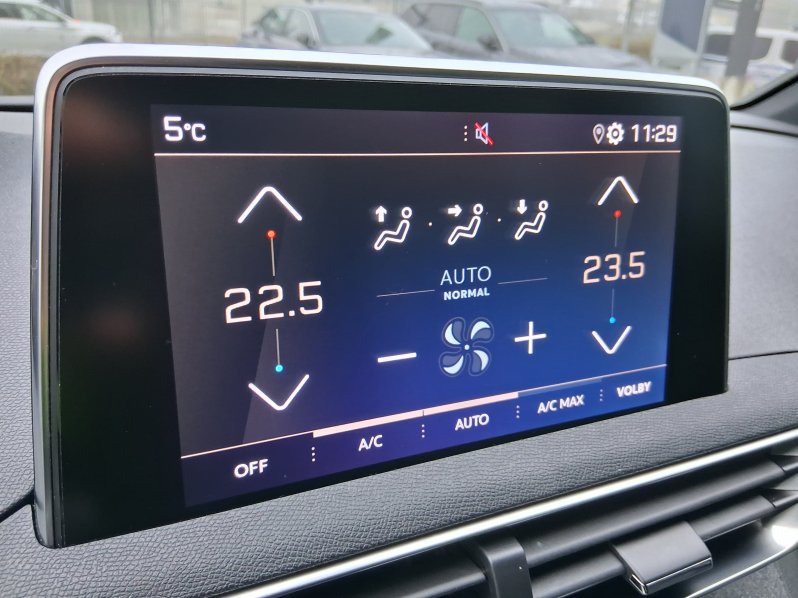 5°C 11:29
22.5 23.5
AUTO
NORMAL
OFF A/C AUTO A/C MAX VOLBY